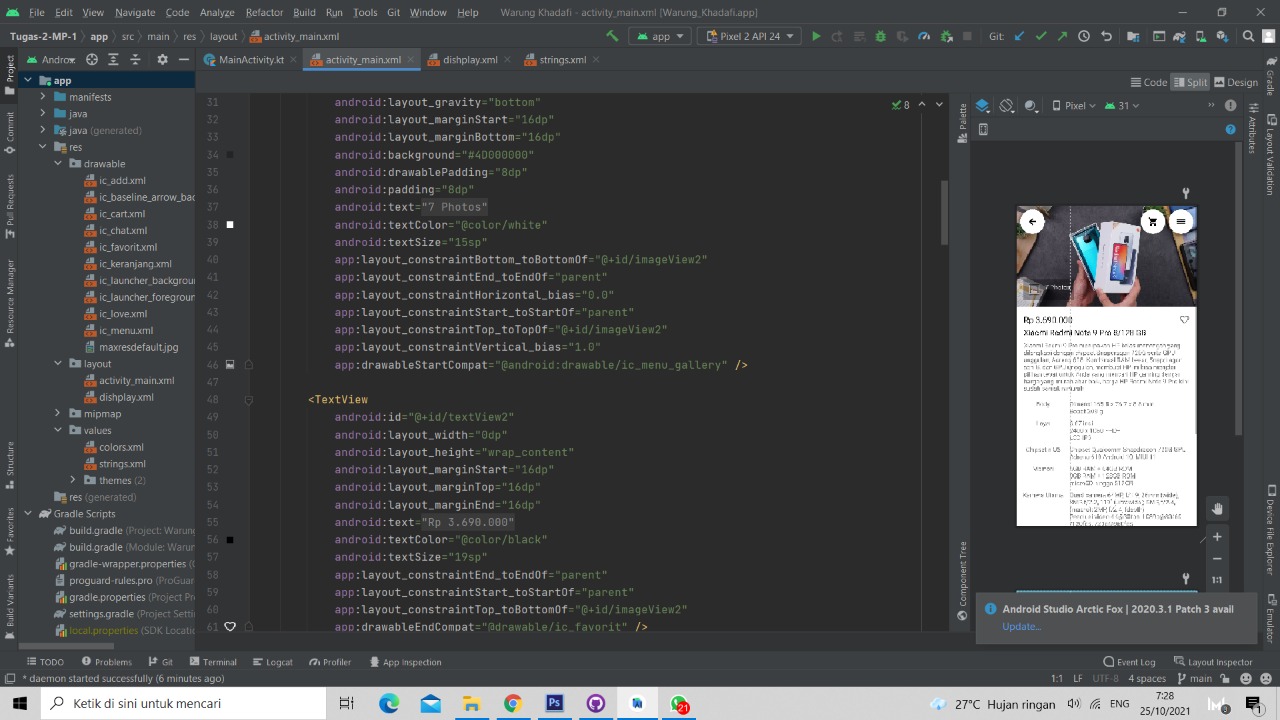 File Edit View Navigate Code Analyze Refactor Build Run Tools Git Window Help Warung Khadafi - activity_main.xml [Warung_Khadafi.app]
Tugas-2-MP-1 app src main res layout activity_main.xml app Pixel 2 API 24 Git:
Androi MainActivity.kt activity_main.xml dishplay.xml strings.xml
Code Split Design
Pixel 31
Project
Commit
Pull Requests
Resource Manager
Structure
Favorites
Build Variants
app
manifests
java
java (generated)
res
drawable
ic_add.xml
ic_baseline_arrow_bac
ic_cart.xml
ic_chat.xml
ic_favorit.xml
ic_keranjang.xml
ic_launcher_backgroun
ic_launcher_foregroun
ic_love.xml
ic_menu.xml
maxresdefault.jpg
layout
activity_main.xml
dishplay.xml
mipmap
values
colors.xml
strings.xml
themes (2)
res (generated)
Gradle Scripts
build.gradle (Project: Warung
build.gradle (Module: Warun
gradle-wrapper.properties (
proguard-rules.pro (ProGuar
gradle.properties (Project Pr
settings.gradle (Project Setti
local.properties (SDK Locatio
8
31 android:layout_gravity="bottom"
32 android:layout_marginStart="16dp"
33 android:layout_marginBottom="16dp"
34 android:background="#4D000000"
35 android:drawablePadding="8dp"
36 android:padding="8dp"
37 android:text="7 Photos"
38 android:textColor="@color/white"
39 android:textSize="15sp"
40 app:layout_constraintBottom_toBottomOf="@+id/imageView2"
41 app:layout_constraintEnd_toEndOf="parent"
42 app:layout_constraintHorizontal_bias="0.0"
43 app:layout_constraintStart_toStartOf="parent"
44 app:layout_constraintTop_toTopOf="@+id/imageView2"
45 app:layout_constraintVertical_bias="1.0"
46 app:drawableStartCompat="@android:drawable/ic_menu_gallery" />
47
48 <TextView
49 android:id="@+id/textView2"
50 android:layout_width="0dp"
51 android:layout_height="wrap_content"
52 android:layout_marginStart="16dp"
53 android:layout_marginTop="16dp"
54 android:layout_marginEnd="16dp"
55 android:text="Rp 3.690.000"
56 android:textColor="@color/black"
57 android:textSize="19sp"
58 app:layout_constraintEnd_toEndOf="parent"
59 app:layout_constraintStart_toStartOf="parent"
60 app:layout_constraintTop_toBottomOf="@+id/imageView2"
61 app:drawableEndCompat="@drawable/ic_favorit" />
Palette
Component Tree
Photos
Xiaomi Redmi Note 9 Pro 8/128 GB
1:1
Gradle
Layout Validation
Attributes
Device File Explorer
Emulator
Android Studio Arctic Fox | 2020.3.1 Patch 3 avail
Update...
TODO Problems Git Terminal Logcat Profiler App Inspection Event Log Layout Inspector
* daemon started successfully (6 minutes ago) 1:1 LF UTF-8 4 spaces main
Ketik di sini untuk mencari Ps 21 27°C Hujan ringan ENG 7:28
25/10/2021